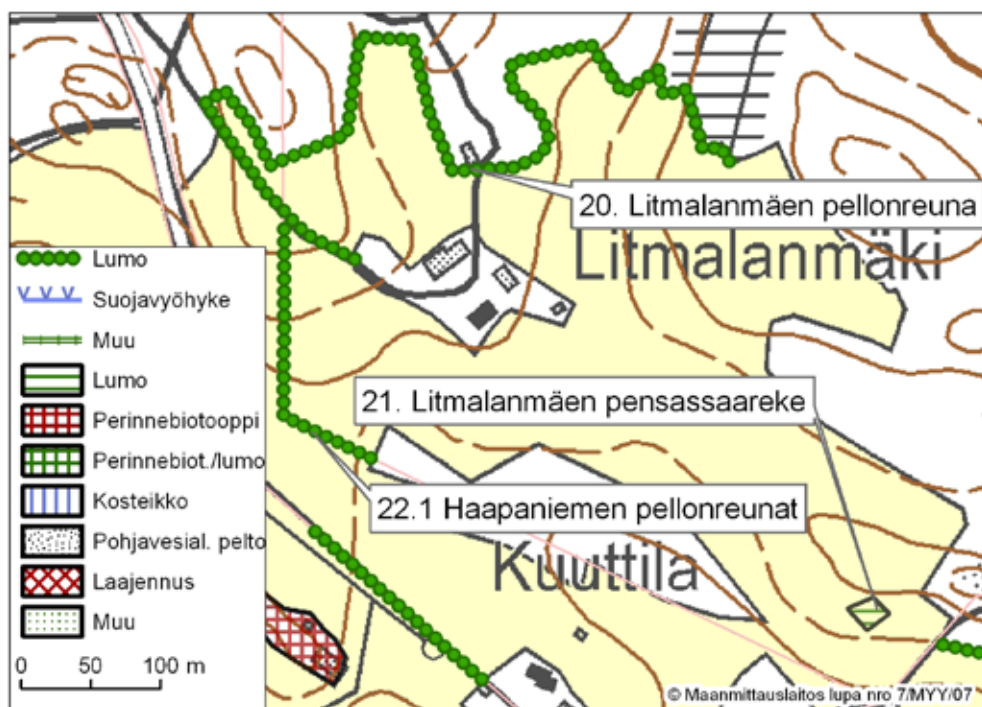 20. Litmalanmäen pellonreuna
Litmalanmäki
21. Litmalanmäen pensassaareke
22.1 Haapaniemen pellonreunat
Kuuttila
Lumo
Suojavyöhyke
Muu
Lumo
Perinnebiotooppi
Perinnebiot./lumo
Kosteikko
Pohjavesial. pelto
Laajennus
Muu
0 50 100 m
© Maanmittauslaitos lupa nro 7/MYY/07